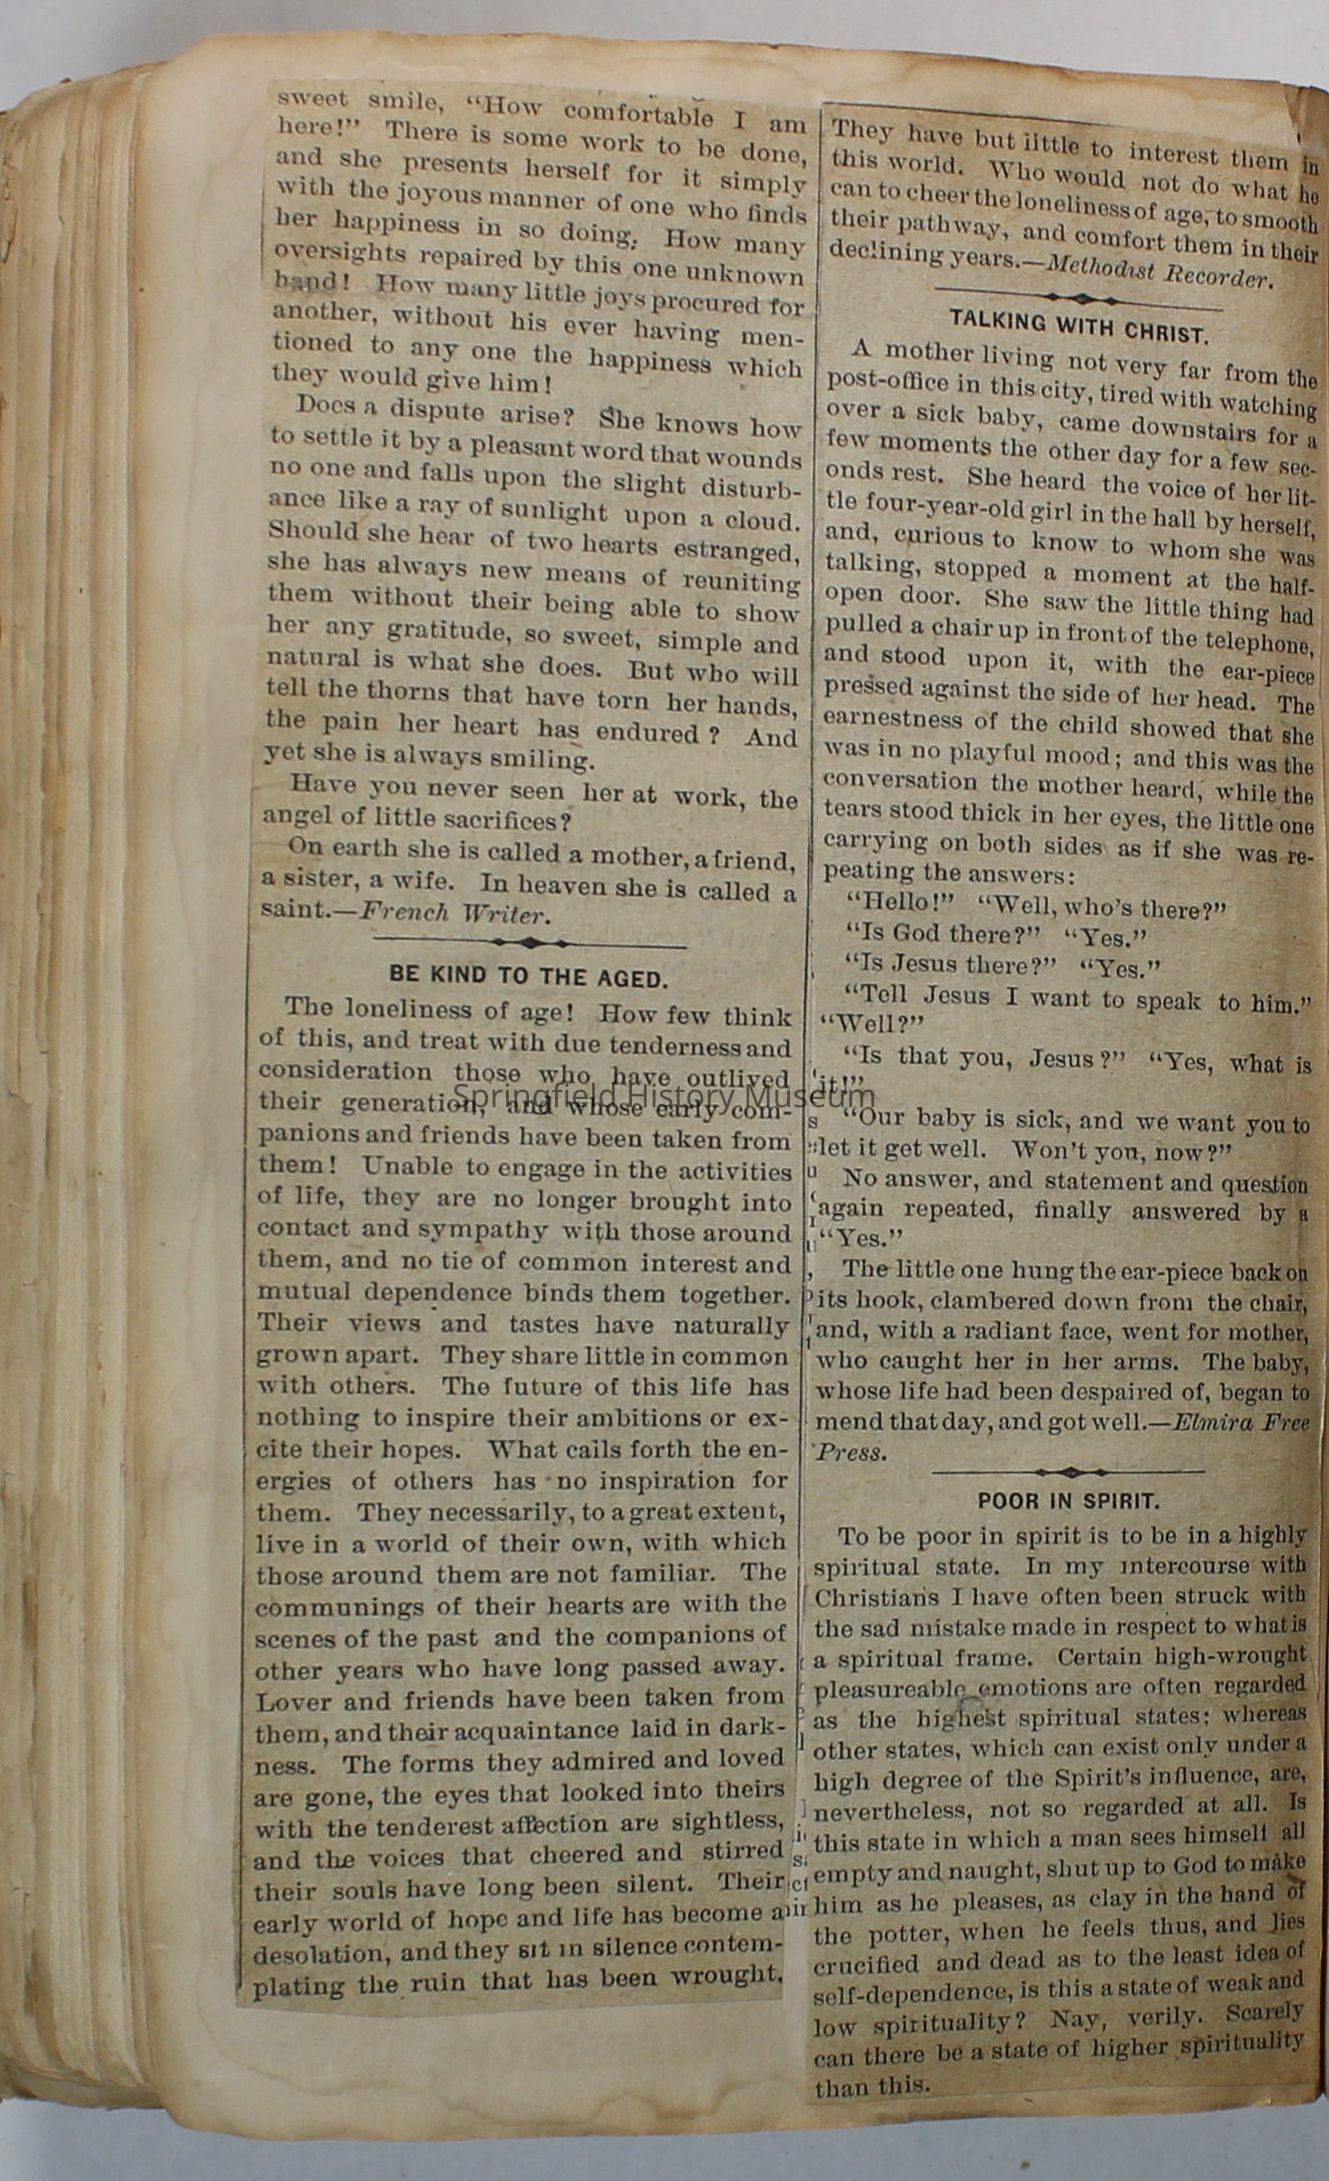 sweet smile, "How comfortable I am
here!" There is some work to be done,
and she presents herself for it simply
with the joyous manner of one who finds
her happiness in so doing. How many
oversights repaired by this one unknown
hand! How many little joys procured for
another, without his ever having men-
tioned to any one the happiness which
they would give him!
Does a dispute arise? She knows how
to settle it by a pleasant word that wounds
no one and falls upon the slight disturb-
ance like a ray of sunlight upon a cloud.
Should she hear of two hearts estranged,
she has always new means of reuniting
them without their being able to show
her any gratitude, so sweet, simple and
natural is what she does. But who will
tell the thorns that have torn her hands,
the pain her heart has endured? And
yet she is always smiling.
Have you never seen her at work, the
angel of little sacrifices?
On earth she is called a mother, a friend,
a sister, a wife. In heaven she is called a
saint.—French Writer.
BE KIND TO THE AGED.
The loneliness of age! How few think
of this, and treat with due tenderness and
consideration those who have outlived
their generation, and whose early com-
panions and friends have been taken from
them! Unable to engage in the activities
of life, they are no longer brought into
contact and sympathy with those around
them, and no tie of common interest and
mutual dependence binds them together.
Their views and tastes have naturally
grown apart. They share little in common
with others. The future of this life has
nothing to inspire their ambitions or ex-
cite their hopes. What calls forth the en-
ergies of others has no inspiration for
them. They necessarily, to a great extent,
live in a world of their own, with which
those around them are not familiar. The
communings of their hearts are with the
scenes of the past and the companions of
other years who have long passed away.
Lover and friends have been taken from
them, and their acquaintance laid in dark-
ness. The forms they admired and loved
are gone, the eyes that looked into theirs
with the tenderest affection are sightless,
and the voices that cheered and stirred
their souls have long been silent. Their
early world of hope and life has become a
desolation, and they sit in silence contem-
plating the ruin that has been wrought.
They have but little to interest them in
this world. Who would not do what he
can to cheer the loneliness of age, to smooth
their pathway, and comfort them in their
declining years.—Methodist Recorder.
TALKING WITH CHRIST.
A mother living not very far from the
post-office in this city, tired with watching
over a sick baby, came downstairs for a
few moments the other day for a few sec-
onds rest. She heard the voice of her lit-
tle four-year-old girl in the hall by herself,
and, curious to know to whom she was
talking, stopped a moment at the half-
open door. She saw the little thing had
pulled a chair up in front of the telephone,
and stood upon it, with the ear-piece
pressed against the side of her head. The
earnestness of the child showed that she
was in no playful mood; and this was the
conversation the mother heard, while the
tears stood thick in her eyes, the little one
carrying on both sides as if she was re-
peating the answers:
"Hello!" "Well, who's there?"
"Is God there?" "Yes."
"Is Jesus there?" "Yes."
"Tell Jesus I want to speak to him."
"Well?"
"Is that you, Jesus?" "Yes, what is
it!"
"Our baby is sick, and we want you to
let it get well. Won't you, now?"
No answer, and statement and question
again repeated, finally answered by a
"Yes."
The little one hung the ear-piece back on
its hook, clambered down from the chair,
and, with a radiant face, went for mother,
who caught her in her arms. The baby,
whose life had been despaired of, began to
mend that day, and got well.—Elmira Free
Press.
POOR IN SPIRIT.
To be poor in spirit is to be in a highly
spiritual state. In my intercourse with
Christians I have often been struck with
the sad mistake made in respect to what is
a spiritual frame. Certain high-wrought
pleasureable emotions are often regarded
as the highest spiritual states; whereas
other states, which can exist only under a
high degree of the Spirit's influence, are,
nevertheless, not so regarded at all. Is
this state in which a man sees himself all
empty and naught, shut up to God to make
him as he pleases, as clay in the hand of
the potter, when he feels thus, and lies
crucified and dead as to the least idea of
self-dependence, is this a state of weak and
low spirituality? Nay, verily. Scarely
can there be a state of higher spirituality
than this.
Springfield History Museum